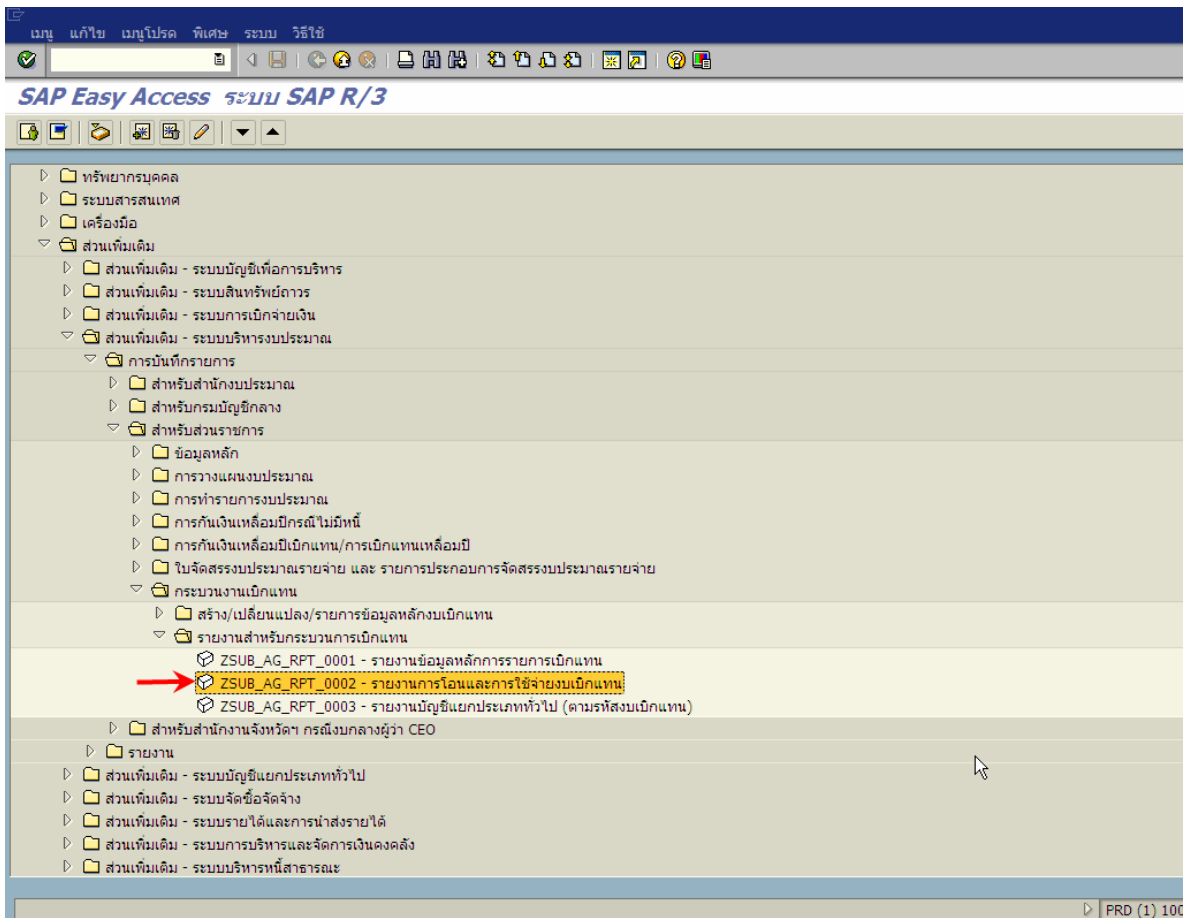 เมนู แก้ไข เมนูโปรด พิเศษ ระบบ วิธีใช้
SAP Easy Access ระบบ SAP R/3
ทรัพยากรบุคคล
ระบบสารสนเทศ
เครื่องมือ
ส่วนเพิ่มเติม
ส่วนเพิ่มเติม - ระบบบัญชีเพื่อการบริหาร
ส่วนเพิ่มเติม - ระบบสินทรัพย์ถาวร
ส่วนเพิ่มเติม - ระบบการเบิกจ่ายเงิน
ส่วนเพิ่มเติม - ระบบบริหารงบประมาณ
การบันทึกรายการ
สำหรับสำนักงบประมาณ
สำหรับกรมบัญชีกลาง
สำหรับส่วนราชการ
ข้อมูลหลัก
การวางแผนงบประมาณ
การทำรายการงบประมาณ
การกันเงินเหลื่อมปีกรณีไม่มีหนี้
การกันเงินเหลื่อมปีเบิกแทน/การเบิกแทนเหลื่อมปี
ใบจัดสรรงบประมาณรายจ่าย และ รายการประกอบการจัดสรรงบประมาณรายจ่าย
กระบวนงานเบิกแทน
สร้าง/เปลี่ยนแปลง/รายการข้อมูลหลักงบเบิกแทน
รายงานสำหรับกระบวนการเบิกแทน
ZSUB_AG_RPT_0001 - รายงานข้อมูลหลักการรายการเบิกแทน
ZSUB_AG_RPT_0002 - รายงานการโอนและการใช้จ่ายงบเบิกแทน
ZSUB_AG_RPT_0003 - รายงานบัญชีแยกประเภททั่วไป (ตามรหัสงบเบิกแทน)
สำหรับสำนักงานจังหวัดฯ กรณีงบกลางผู้ว่า CEO
รายงาน
ส่วนเพิ่มเติม - ระบบบัญชีแยกประเภททั่วไป
ส่วนเพิ่มเติม - ระบบจัดซื้อจัดจ้าง
ส่วนเพิ่มเติม - ระบบรายได้และการนำส่งรายได้
ส่วนเพิ่มเติม - ระบบการบริหารและจัดการเงินคงคลัง
ส่วนเพิ่มเติม - ระบบบริหารหนี้สาธารณะ
PRD (1) 100